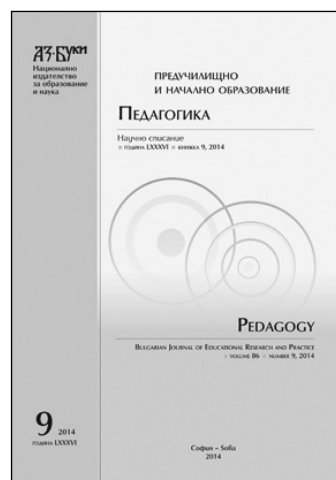 АЗ·БУКИ
Национално
издателство
за образование
и наука
ПРЕДУЧИЛИЩНО
И НАЧАЛНО ОБРАЗОВАНИЕ
ПЕДАГОГИКА
Научно списание
ГОДИНА LXXXVI КНИЖКА 9, 2014
PEDAGOGY
BULGARIAN JOURNAL OF EDUCATIONAL RESEARCH AND PRACTICE
VOLUME 86 NUMBER 9, 2014
9 2014
ГОДИНА LXXXVI
София – Sofia
2014